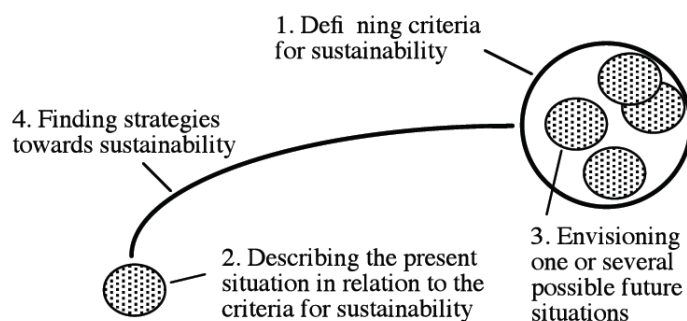 1. Defi ning criteria
for sustainability
4. Finding strategies
towards sustainability
2. Describing the present
situation in relation to the
criteria for sustainability
3. Envisioning
one or several
possible future
situations